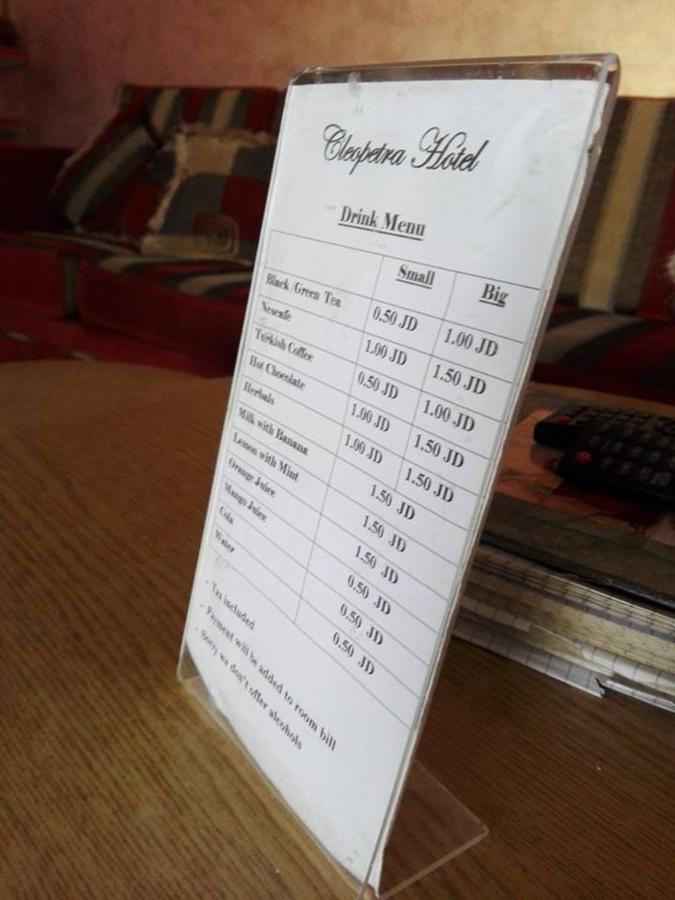 Cleopetra Hotel
Drink Menu
Small Big
Black /Green Tea 0.50 JD 1.00 JD
Nescafe 1.00 JD 1.50 JD
Turkish Coffee 0.50 JD 1.00 JD
Hot Chocolate 1.00 JD 1.50 JD
Herbals 1.00 JD 1.50 JD
Milk with Banana 1.50 JD
Lemon with Mint 1.50 JD
Orange Juice 1.50 JD
Mango Juice 0.50 JD
Cola 0.50 JD
Water 0.50 JD
- Tax included
- Payment will be added to room bill
- Sorry we don't offer alcohols